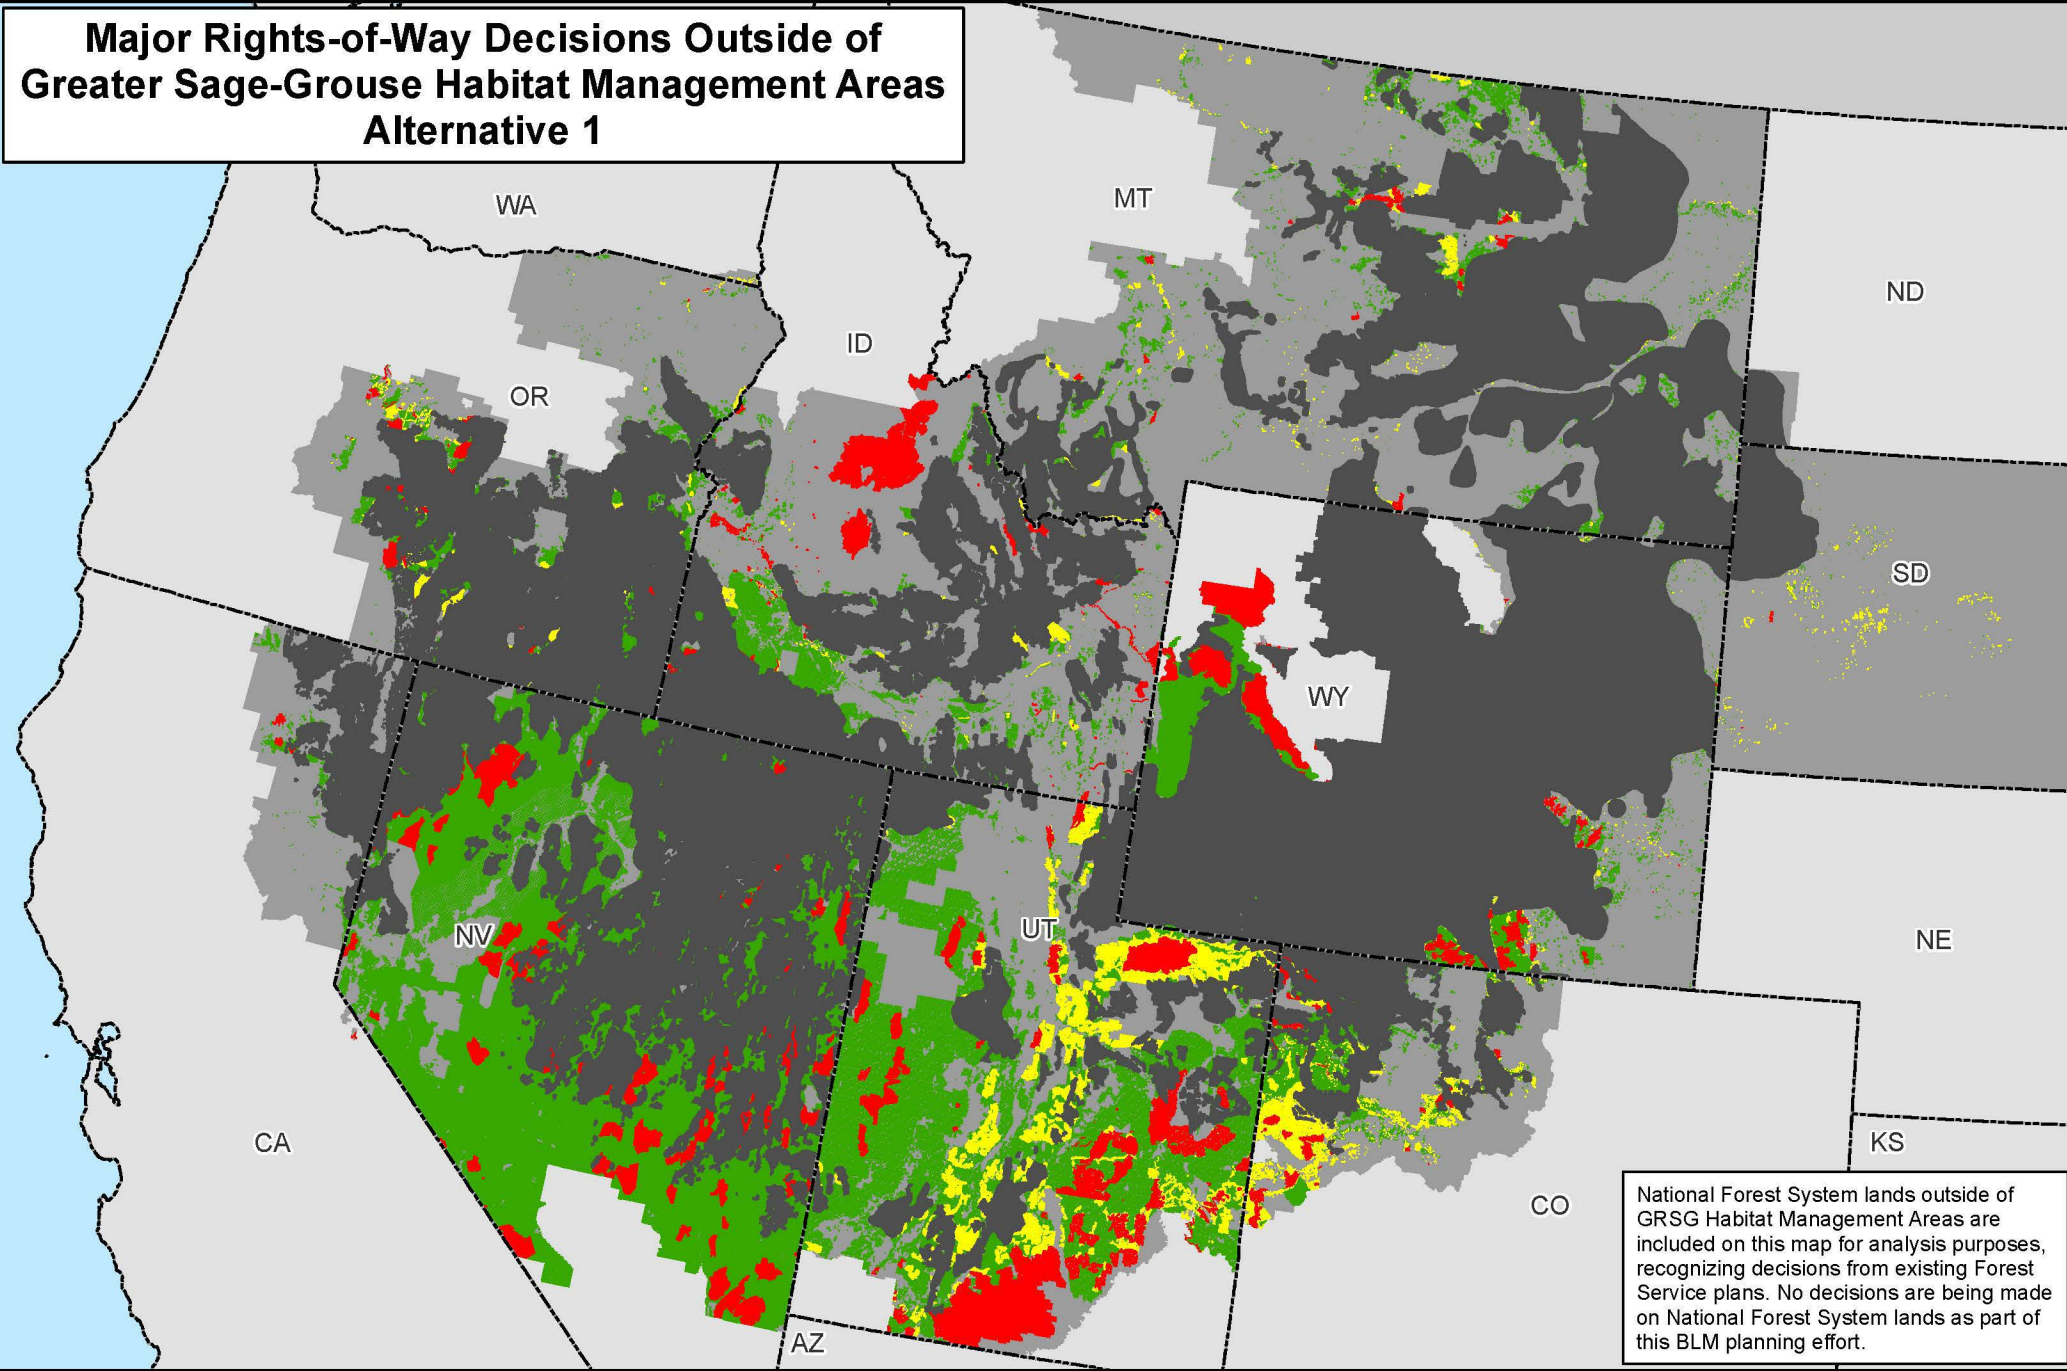 Major Rights-of-Way Decisions Outside of
Greater Sage-Grouse Habitat Management Areas
Alternative 1
WA
MT
ND
ID
OR
SD
WY
NV
UT
NE
CA
KS
CO
AZ
National Forest System lands outside of
GRSG Habitat Management Areas are
included on this map for analysis purposes,
recognizing decisions from existing Forest
Service plans. No decisions are being made
on National Forest System lands as part of
this BLM planning effort.